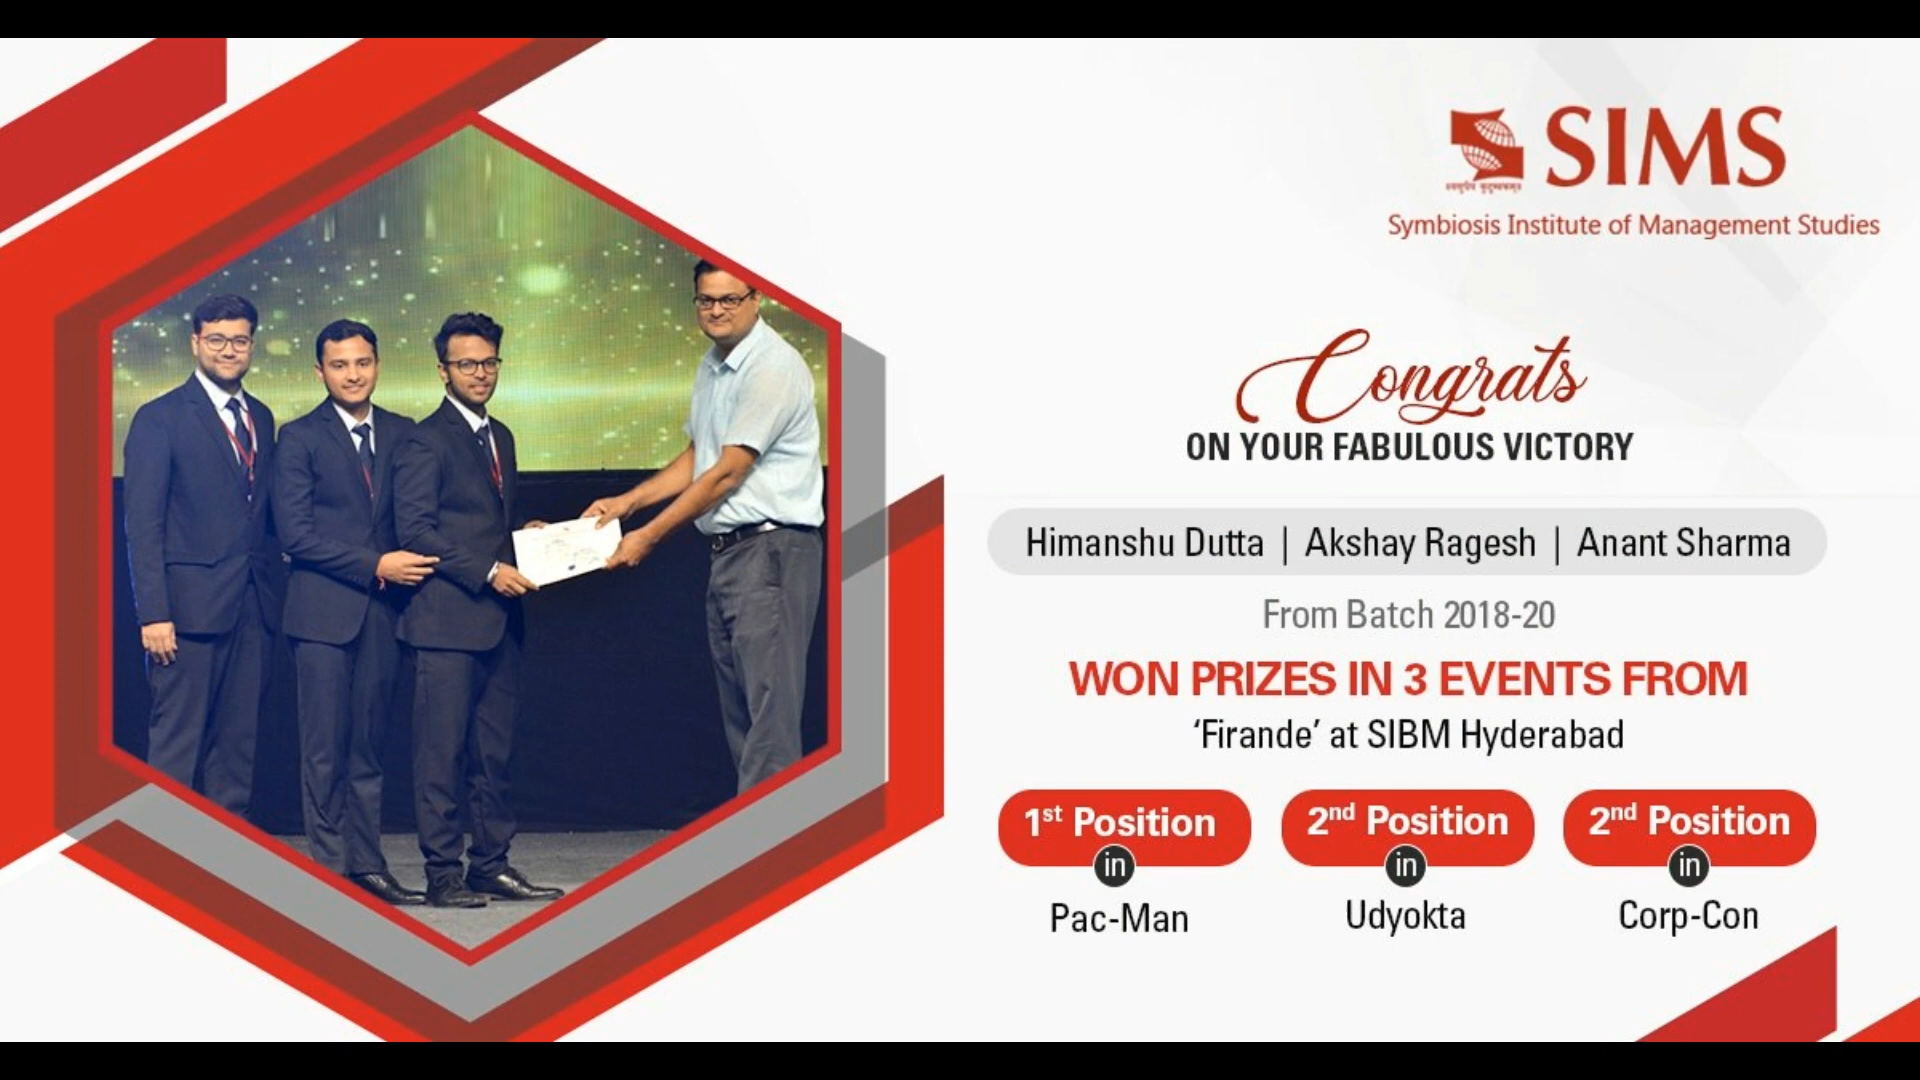 SIMS
Symbiosis Institute of Management Studies
Congrats
ON YOUR FABULOUS VICTORY
Himanshu Dutta | Akshay Ragesh | Anant Sharma
From Batch 2018-20
WON PRIZES IN 3 EVENTS FROM
‘Firande’ at SIBM Hyderabad
1st Position
in
Pac-Man
2nd Position
in
Udyokta
2nd Position
in
Corp-Con